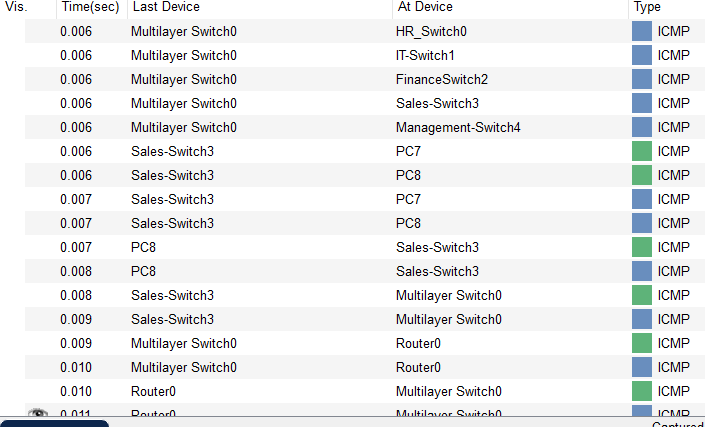 Vis. Time(sec) Last Device At Device Type
0.006 Multilayer Switch0 HR_Switch0 ICMP
0.006 Multilayer Switch0 IT-Switch1 ICMP
0.006 Multilayer Switch0 FinanceSwitch2 ICMP
0.006 Multilayer Switch0 Sales-Switch3 ICMP
0.006 Multilayer Switch0 Management-Switch4 ICMP
0.006 Sales-Switch3 PC7 ICMP
0.006 Sales-Switch3 PC8 ICMP
0.007 Sales-Switch3 PC7 ICMP
0.007 Sales-Switch3 PC8 ICMP
0.007 PC8 Sales-Switch3 ICMP
0.008 PC8 Sales-Switch3 ICMP
0.008 Sales-Switch3 Multilayer Switch0 ICMP
0.009 Sales-Switch3 Multilayer Switch0 ICMP
0.009 Multilayer Switch0 Router0 ICMP
0.010 Multilayer Switch0 Router0 ICMP
0.010 Router0 Multilayer Switch0 ICMP
0.011 Router0 Multilayer Switch0 ICMP
Captured